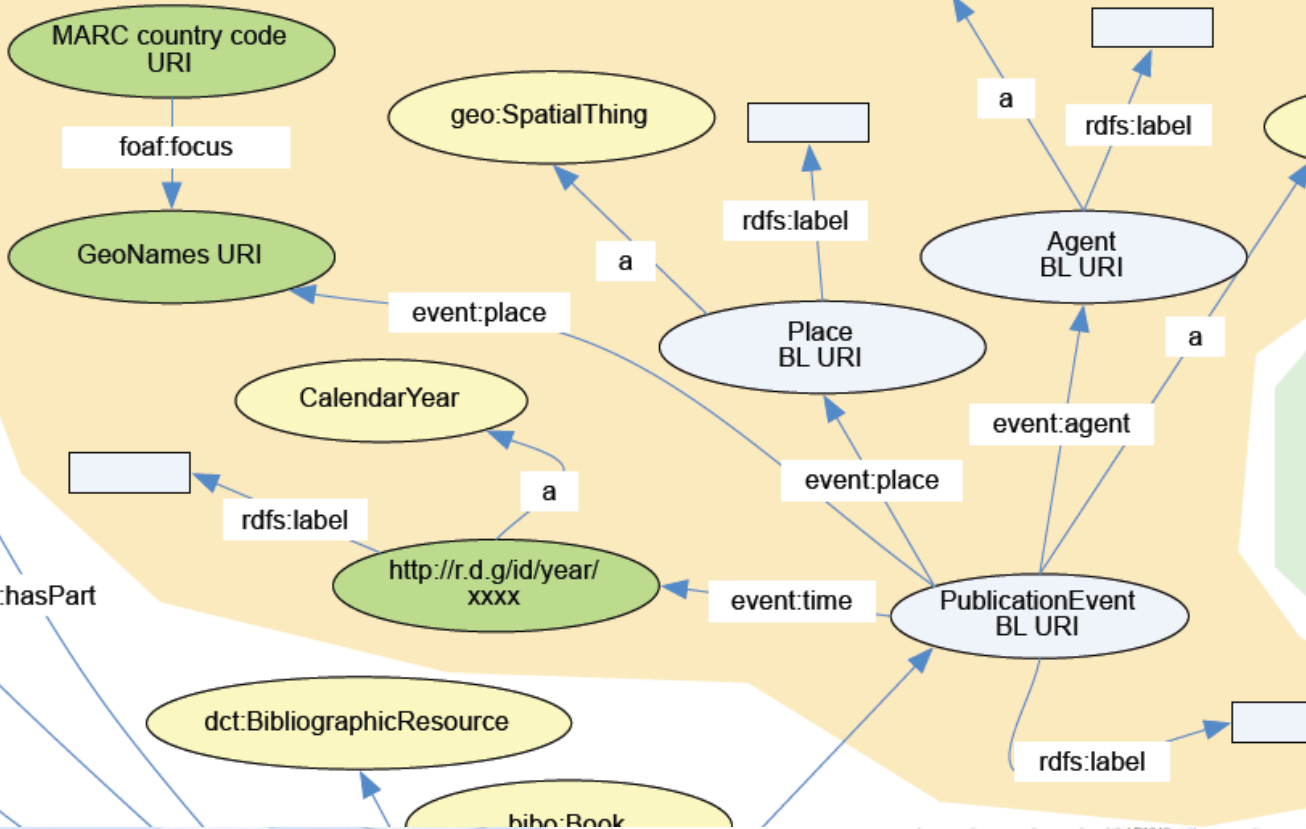 MARC country code
URI
foaf:focus
GeoNames URI
geo:SpatialThing
a
rdfs:label
a
rdfs:label
Agent
BL URI
a
event:place
Place
BL URI
CalendarYear
a
rdfs:label
event:agent
event:place
http://r.d.g/id/year/
xxxx
event:time
PublicationEvent
BL URI
:hasPart
dct:BibliographicResource
rdfs:label
bibo:Book